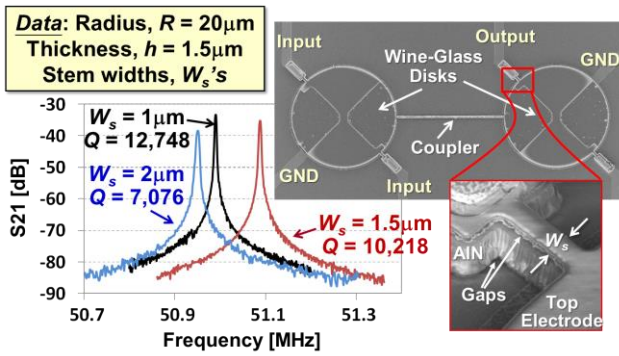 Data: Radius, R = 20μm
Thickness, h = 1.5μm
Stem widths, Wₛ's
Input
Output
Wine-Glass
Disks
GND
Coupler
GND
Input
-30
-40
-50
-60
-70
-80
-90
S21 [dB]
Wₛ = 1μm
Q = 12,748
Wₛ = 2μm
Q = 7,076
Wₛ = 1.5μm
Q = 10,218
50.7
50.9
51.1
51.3
Frequency [MHz]
Wₛ
AlN
Gaps
Top
Electrode